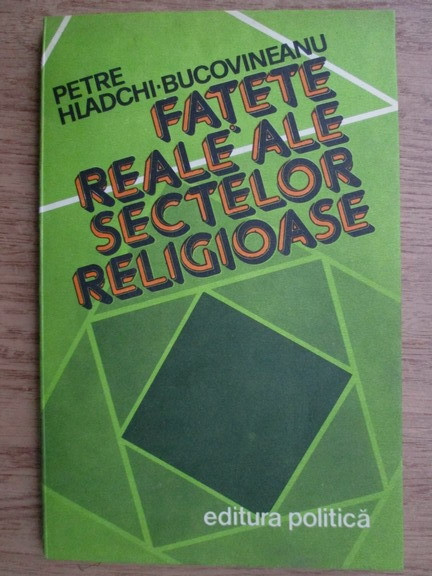 PETRE
HLADCHI-BUCOVINEANU
FAȚETE
REALE ALE
SECTELOR
RELIGIOASE
editura politică